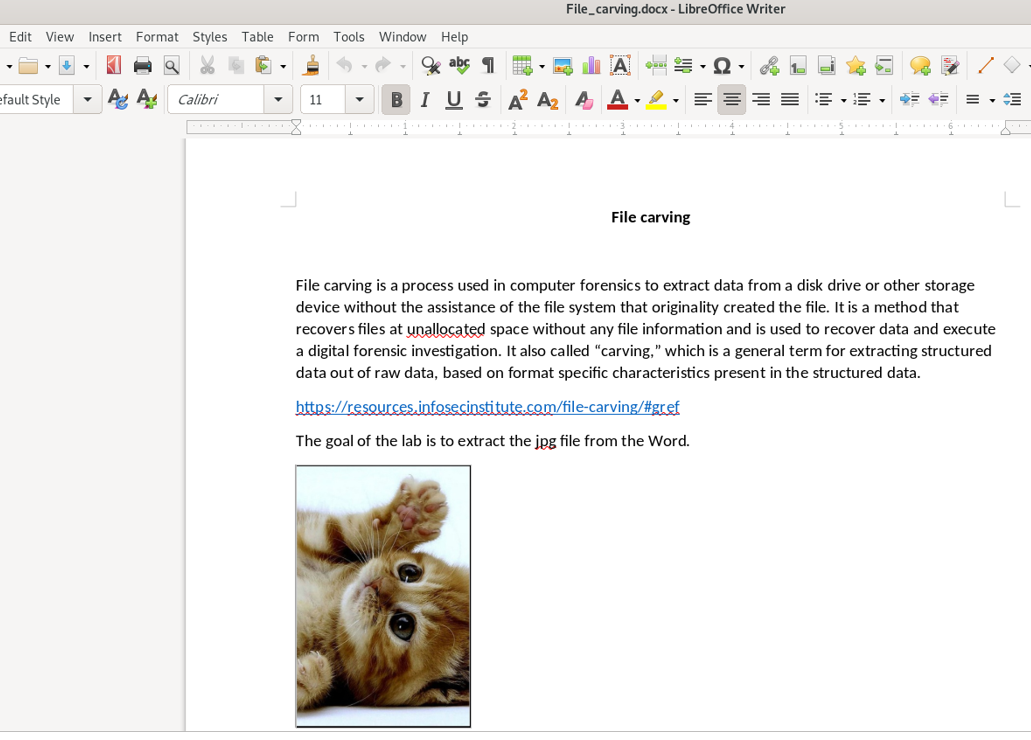 File_carving.docx - LibreOffice Writer
Edit View Insert Format Styles Table Form Tools Window Help
efault Style Calibri 11
1 2 3 4 5 6
File carving
File carving is a process used in computer forensics to extract data from a disk drive or other storage
device without the assistance of the file system that originality created the file. It is a method that
recovers files at unallocated space without any file information and is used to recover data and execute
a digital forensic investigation. It also called “carving,” which is a general term for extracting structured
data out of raw data, based on format specific characteristics present in the structured data.
https://resources.infosecinstitute.com/file-carving/#gref
The goal of the lab is to extract the jpg file from the Word.